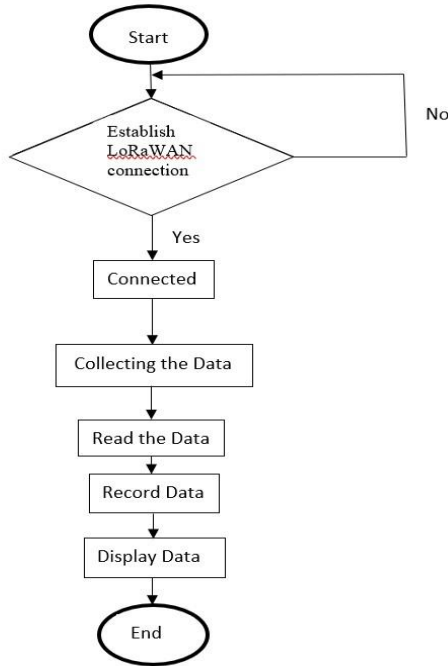 Start
No
Establish
LoRaWAN
connection
Yes
Connected
Collecting the Data
Read the Data
Record Data
Display Data
End